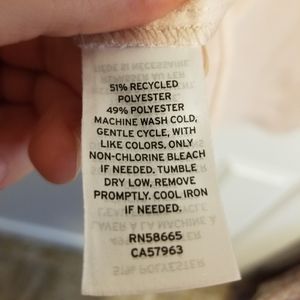 51% RECYCLED
POLYESTER
49% POLYESTER
MACHINE WASH COLD,
GENTLE CYCLE, WITH
LIKE COLORS, ONLY
NON-CHLORINE BLEACH
IF NEEDED. TUMBLE
DRY LOW, REMOVE
PROMPTLY. COOL IRON
IF NEEDED.
RN58665
CA57963